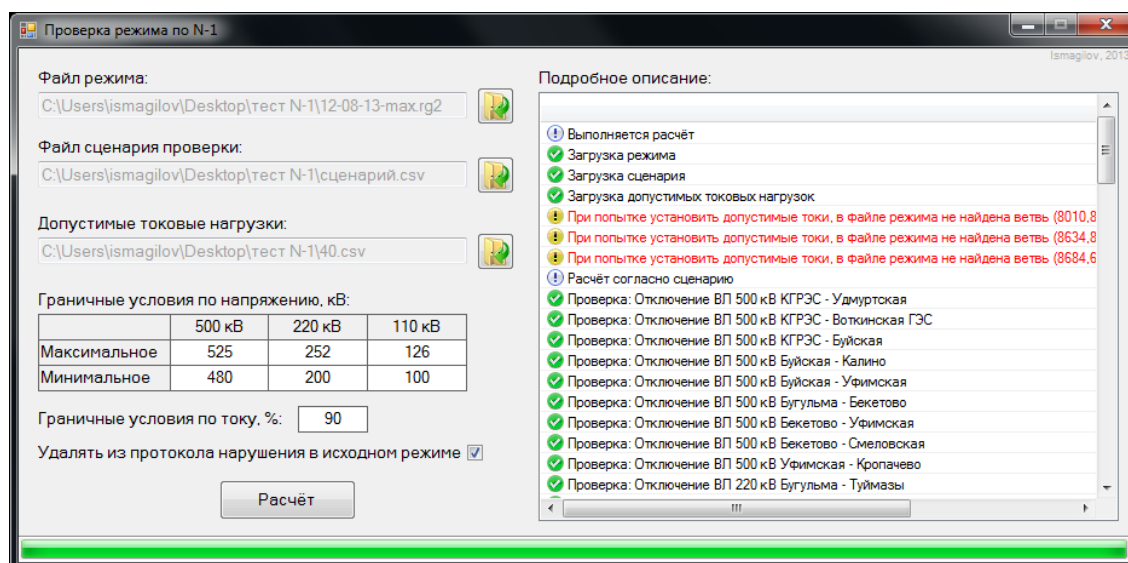 Проверка режима по N-1
Ismagilov, 2013
Файл режима:
C:\Users\ismagilov\Desktop\тест N-1\12-08-13-max.rg2
Файл сценария проверки:
C:\Users\ismagilov\Desktop\тест N-1\сценарий.csv
Допустимые токовые нагрузки:
C:\Users\ismagilov\Desktop\тест N-1\40.csv
Граничные условия по напряжению, кВ:
500 кВ 220 кВ 110 кВ
Максимальное 525 252 126
Минимальное 480 200 100
Граничные условия по току, %: 90
Удалять из протокола нарушения в исходном режиме
Расчёт
Подробное описание:
Выполняется расчёт
Загрузка режима
Загрузка сценария
Загрузка допустимых токовых нагрузок
При попытке установить допустимые токи, в файле режима не найдена ветвь (8010,8
При попытке установить допустимые токи, в файле режима не найдена ветвь (8634,8
При попытке установить допустимые токи, в файле режима не найдена ветвь (8684,6
Расчёт согласно сценарию
Проверка: Отключение ВЛ 500 кВ КГРЭС - Удмуртская
Проверка: Отключение ВЛ 500 кВ КГРЭС - Воткинская ГЭС
Проверка: Отключение ВЛ 500 кВ КГРЭС - Буйская
Проверка: Отключение ВЛ 500 кВ Буйская - Калино
Проверка: Отключение ВЛ 500 кВ Буйская - Уфимская
Проверка: Отключение ВЛ 500 кВ Бугульма - Бекетово
Проверка: Отключение ВЛ 500 кВ Бекетово - Уфимская
Проверка: Отключение ВЛ 500 кВ Бекетово - Смеловская
Проверка: Отключение ВЛ 500 кВ Уфимская - Кропачево
Проверка: Отключение ВЛ 220 кВ Бугульма - Туймазы